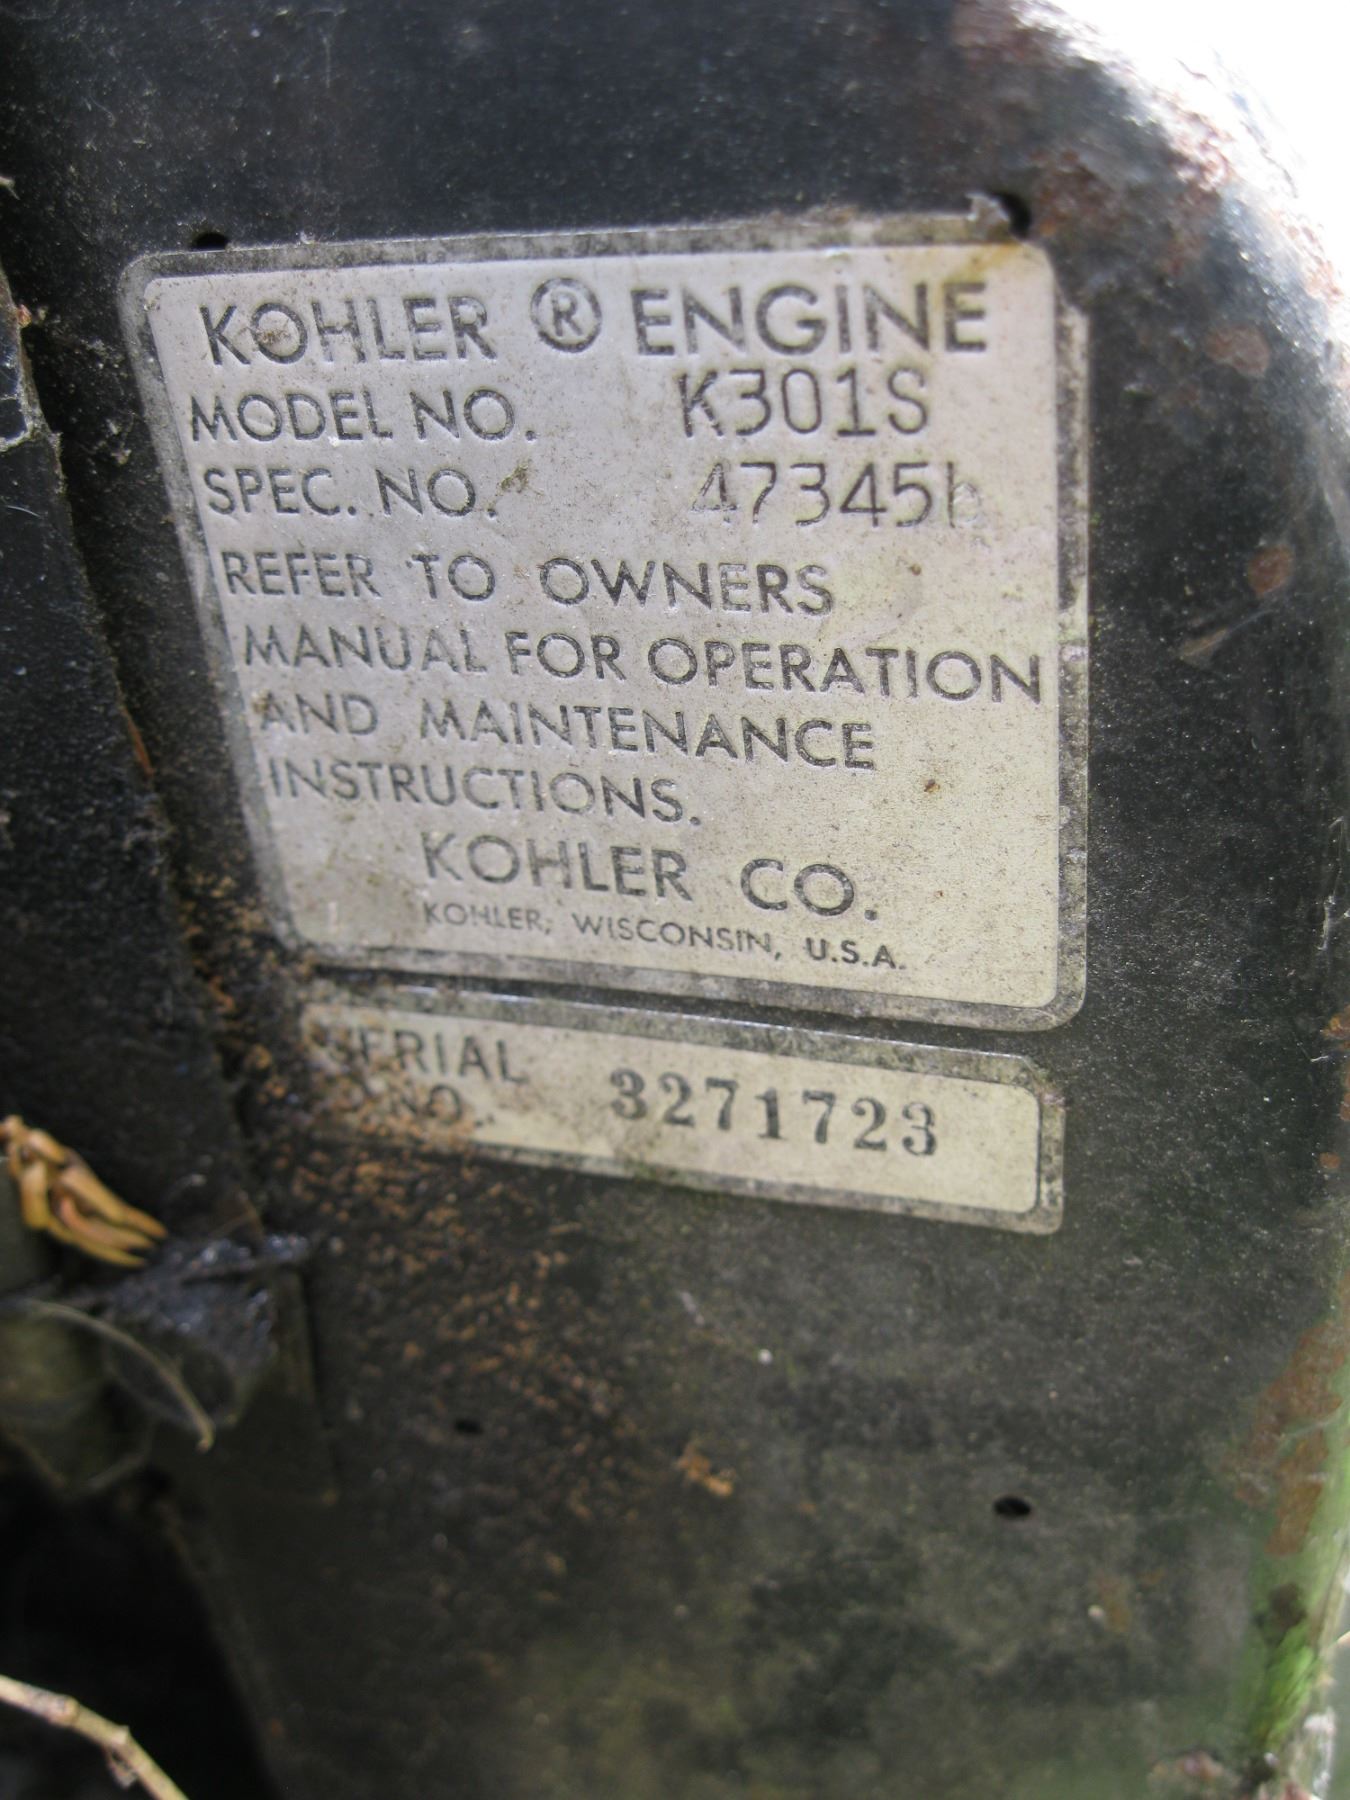 KOHLER ® ENGINE
MODEL NO. K301S
SPEC. NO. 47345b
REFER TO OWNERS
MANUAL FOR OPERATION
AND MAINTENANCE
INSTRUCTIONS.
KOHLER CO.
KOHLER, WISCONSIN, U.S.A.
SERIAL
NO. 3271723